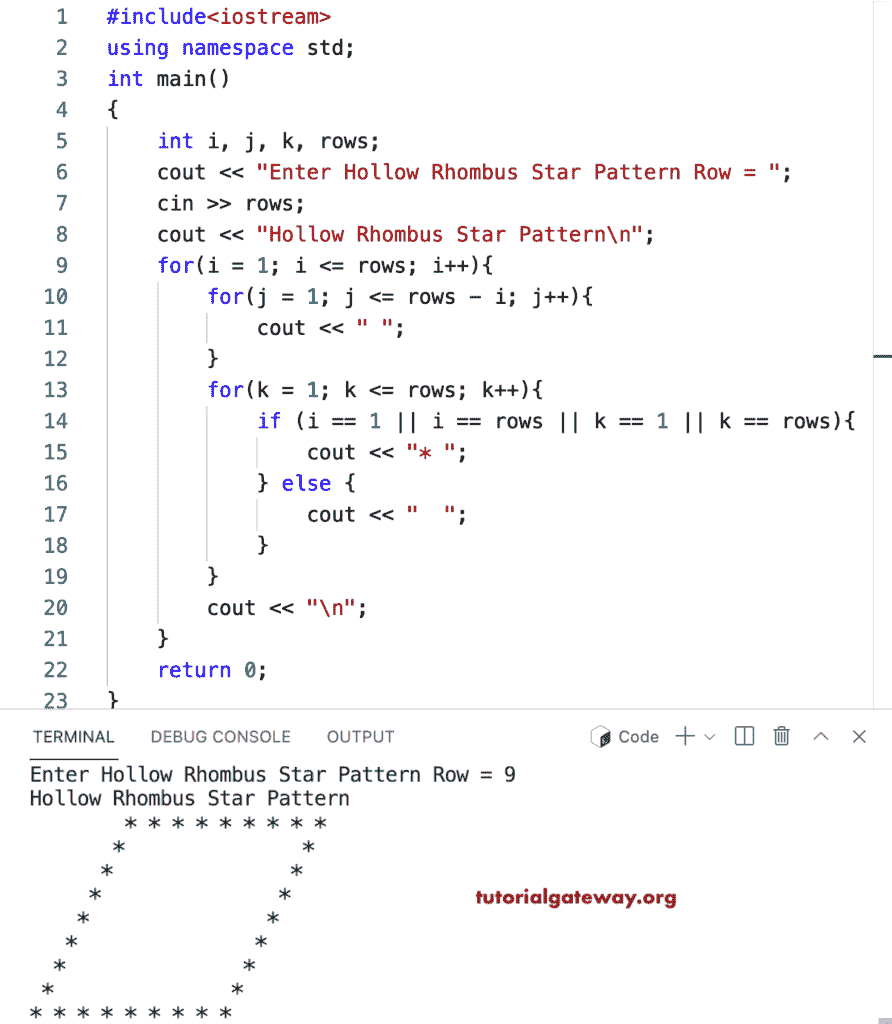 1 #include<iostream>
2 using namespace std;
3 int main()
4 {
5     int i, j, k, rows;
6     cout << "Enter Hollow Rhombus Star Pattern Row = ";
7     cin >> rows;
8     cout << "Hollow Rhombus Star Pattern\n";
9     for(i = 1; i <= rows; i++){
10         for(j = 1; j <= rows - i; j++){
11             cout << " ";
12         }
13         for(k = 1; k <= rows; k++){
14             if (i == 1 || i == rows || k == 1 || k == rows){
15                 cout << "* ";
16             } else {
17                 cout << "  ";
18             }
19         }
20         cout << "\n";
21     }
22     return 0;
23 }
TERMINAL DEBUG CONSOLE OUTPUT Code
Enter Hollow Rhombus Star Pattern Row = 9
Hollow Rhombus Star Pattern
        * * * * * * * * *
       *               *
      *               *
     *               * tutorialgateway.org
    *               *
   *               *
  *               *
 *               *
* * * * * * * * *